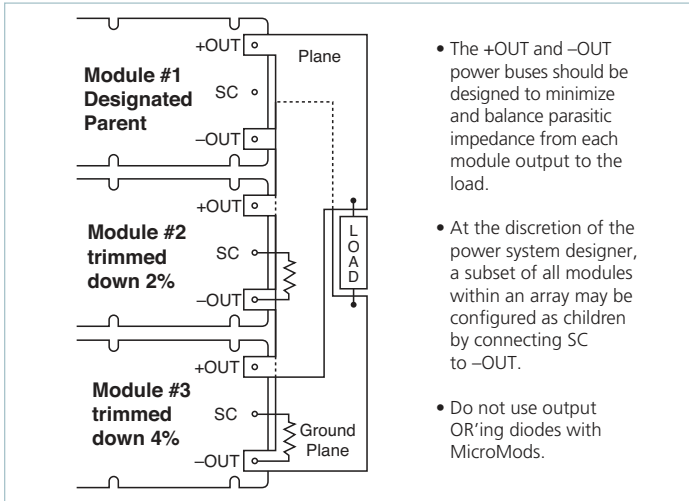 +OUT
Plane
Module #1
Designated
Parent
SC
–OUT
+OUT
Module #2
trimmed
down 2%
SC
–OUT
LOAD
+OUT
Module #3
trimmed
down 4%
SC
Ground
Plane
–OUT
• The +OUT and –OUT
power buses should be
designed to minimize
and balance parasitic
impedance from each
module output to the
load.
• At the discretion of the
power system designer,
a subset of all modules
within an array may be
configured as children
by connecting SC
to –OUT.
• Do not use output
OR’ing diodes with
MicroMods.